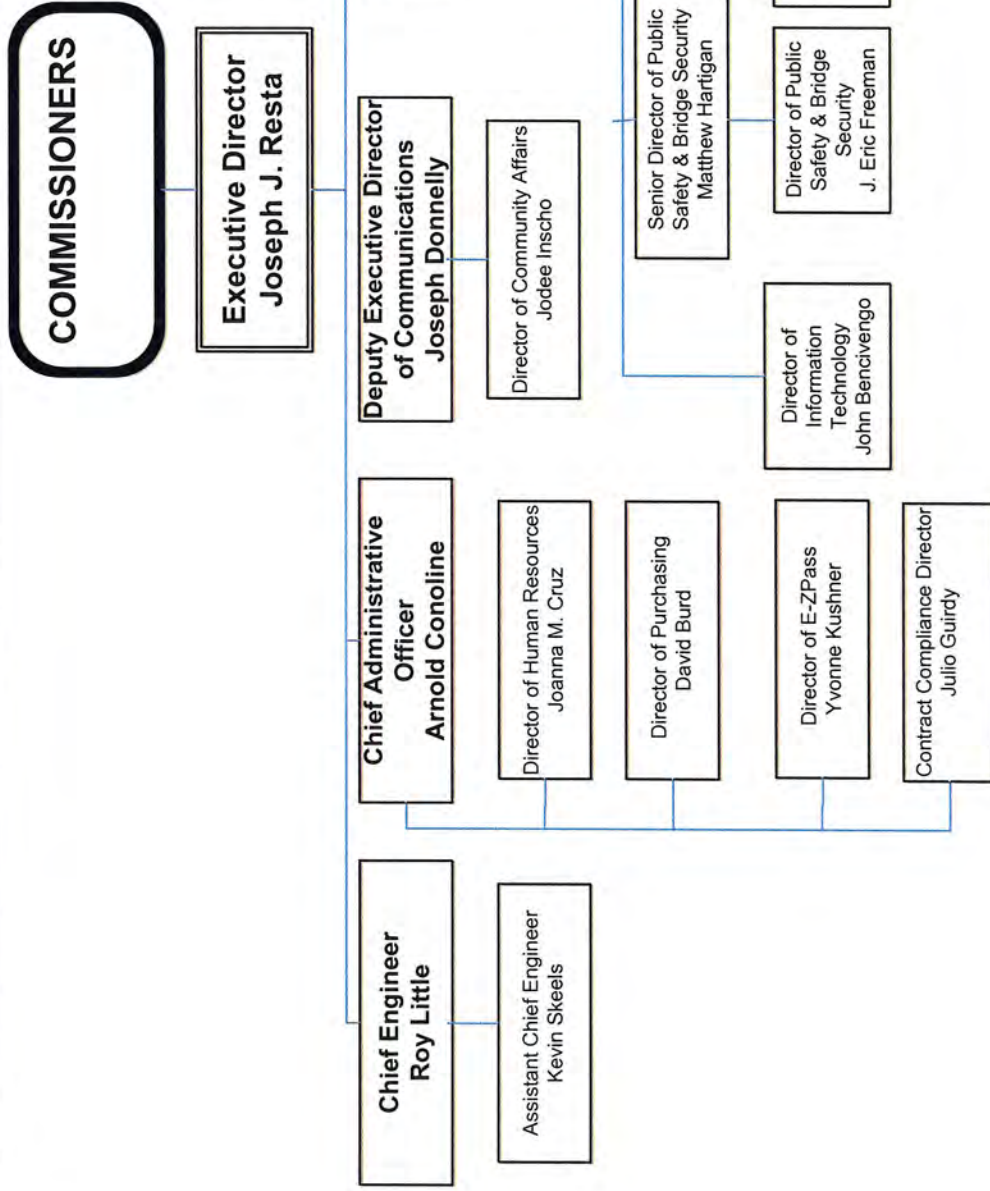 COMMISSIONERS
Executive Director
Joseph J. Resta
Chief Engineer
Roy Little
Assistant Chief Engineer
Kevin Skeels
Chief Administrative
Officer
Arnold Conoline
Director of Human Resources
Joanna M. Cruz
Director of Purchasing
David Burd
Director of E-ZPass
Yvonne Kushner
Contract Compliance Director
Julio Guirdy
Deputy Executive Director
of Communications
Joseph Donnelly
Director of Community Affairs
Jodee Inscho
Director of
Information
Technology
John Bencivengo
Senior Director of Public
Safety & Bridge Security
Matthew Hartigan
Director of Public
Safety & Bridge
Security
J. Eric Freeman